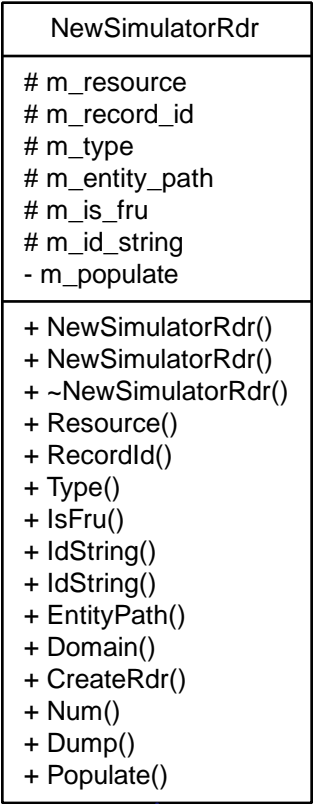 NewSimulatorRdr
# m_resource
# m_record_id
# m_type
# m_entity_path
# m_is_fru
# m_id_string
- m_populate
+ NewSimulatorRdr()
+ NewSimulatorRdr()
+ ~NewSimulatorRdr()
+ Resource()
+ RecordId()
+ Type()
+ IsFru()
+ IdString()
+ IdString()
+ EntityPath()
+ Domain()
+ CreateRdr()
+ Num()
+ Dump()
+ Populate()